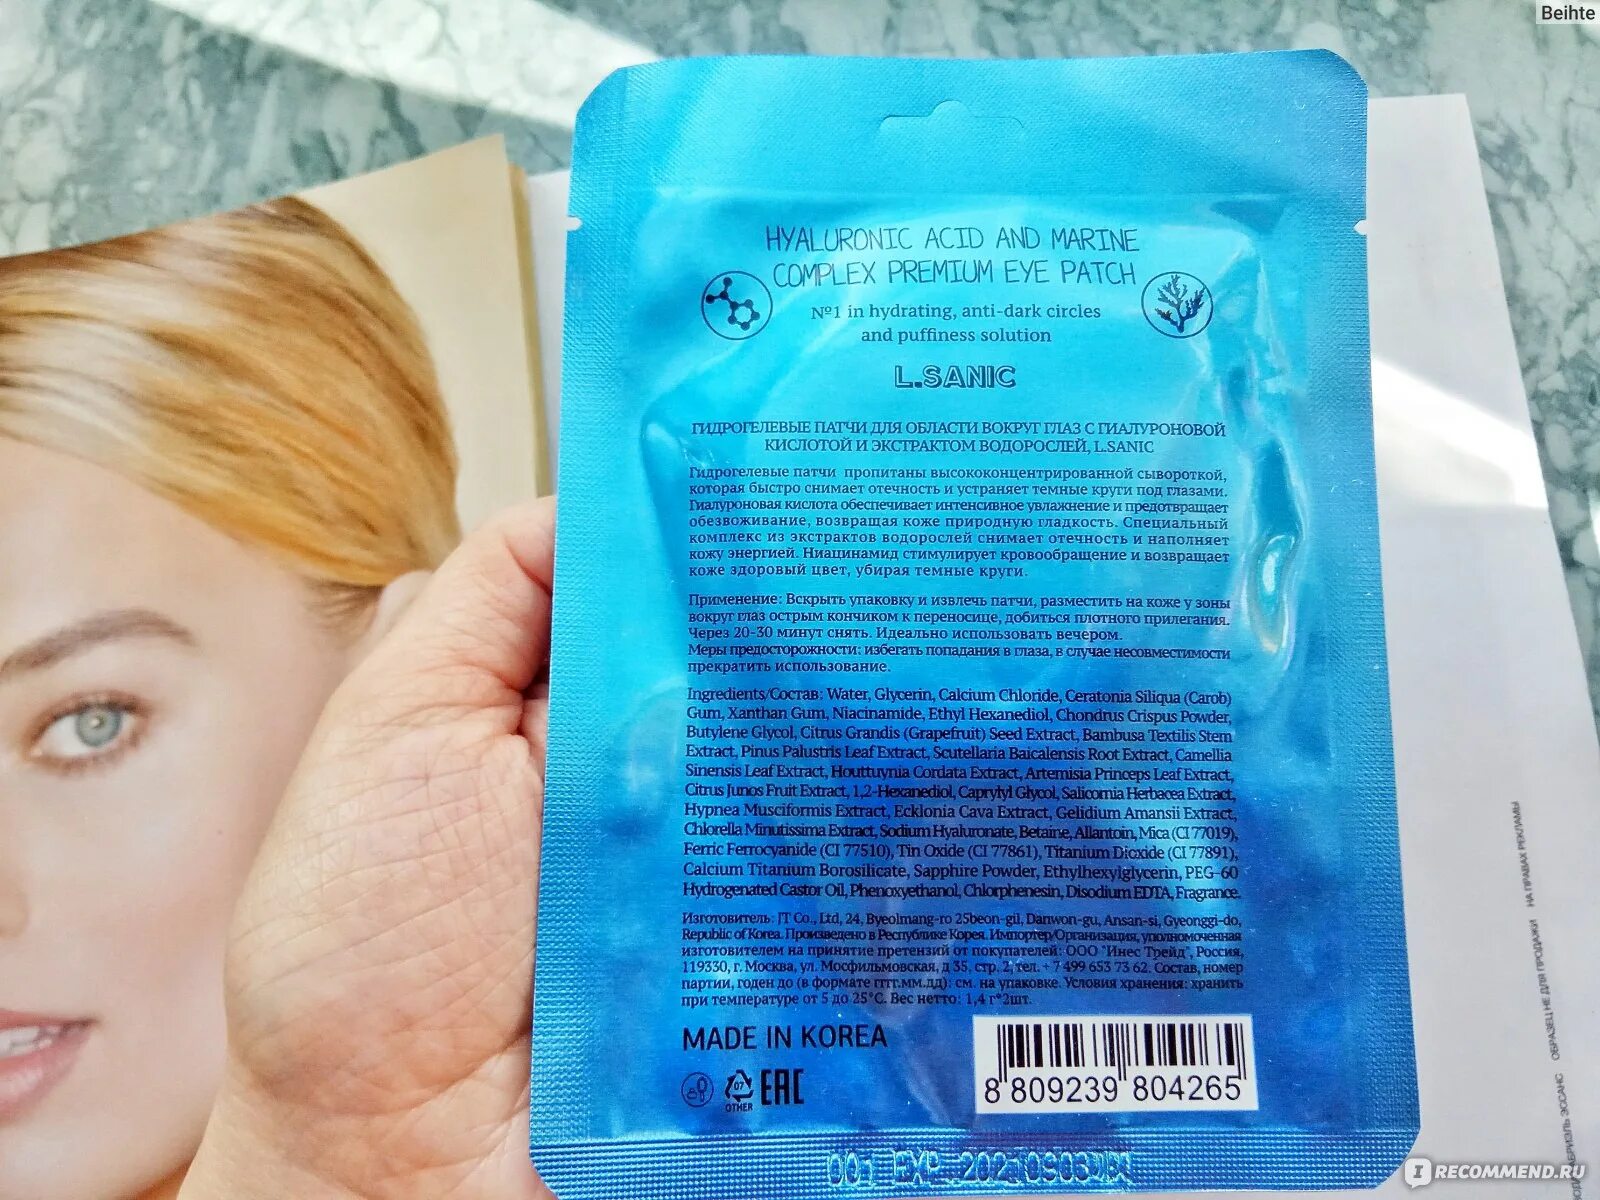 Beihte
HYALURONIC ACID AND MARINE
COMPLEX PREMIUM EYE PATCH
№1 in hydrating, anti-dark circles
and puffiness solution
L.SANIC
ГИДРОГЕЛЕВЫЕ ПАТЧИ ДЛЯ ОБЛАСТИ ВОКРУГ ГЛАЗ С ГИАЛУРОНОВОЙ
КИСЛОТОЙ И ЭКСТРАКТОМ ВОДОРОСЛЕЙ, L.SANIC
Гидрогелевые патчи пропитаны высококонцентрированной сывороткой,
которая быстро снимает отечность и устраняет темные круги под глазами.
Гиалуроновая кислота обеспечивает интенсивное увлажнение и предотвращает
обезвоживание, возвращая коже природную гладкость. Специальный
комплекс из экстрактов водорослей снимает отечность и наполняет
кожу энергией. Ниацинамид стимулирует кровообращение и возвращает
коже здоровый цвет, убирая темные круги.
Применение: Вскрыть упаковку и извлечь патчи, разместить на коже у зоны
вокруг глаз острым кончиком к переносице, добиться плотного прилегания.
Через 20-30 минут снять. Идеально использовать вечером.
Меры предосторожности: избегать попадания в глаза, в случае несовместимости
прекратить использование.
Ingredients/Состав: Water, Glycerin, Calcium Chloride, Ceratonia Siliqua (Carob)
Gum, Xanthan Gum, Niacinamide, Ethyl Hexanediol, Chondrus Crispus Powder,
Butylene Glycol, Citrus Grandis (Grapefruit) Seed Extract, Bambusa Textilis Stem
Extract, Pinus Palustris Leaf Extract, Scutellaria Baicalensis Root Extract, Camellia
Sinensis Leaf Extract, Houttuynia Cordata Extract, Artemisia Princeps Leaf Extract,
Citrus Junos Fruit Extract, 1,2-Hexanediol, Caprylyl Glycol, Salicornia Herbacea Extract,
Hypnea Musciformis Extract, Ecklonia Cava Extract, Gelidium Amansii Extract,
Chlorella Minutissima Extract, Sodium Hyaluronate, Betaine, Allantoin, Mica (CI 77019),
Ferric Ferrocyanide (CI 77510), Tin Oxide (CI 77861), Titanium Dioxide (CI 77891),
Calcium Titanium Borosilicate, Sapphire Powder, Ethylhexylglycerin, PEG-60
Hydrogenated Castor Oil, Phenoxyethanol, Chlorphenesin, Disodium EDTA, Fragrance.
Изготовитель: JT Co., Ltd, 24, Byeolmang-ro 25beon-gil, Danwon-gu, Ansan-si, Gyeonggi-do,
Republic of Korea. Произведено в Республике Корея. Импортер/Организация, уполномоченная
изготовителем на принятие претензий от покупателей: ООО "Инес Трейд", Россия,
119330, г. Москва, ул. Мосфильмовская, д 35, стр. 2, тел. +7 499 653 73 62. Состав, номер
партии, годен до (в формате гггг.мм.дд): см. на упаковке. Условия хранения: хранить
при температуре от 5 до 25°C. Вес нетто: 1,4 г*2шт.
MADE IN KOREA
07
OTHER
EAC
8 809239 804265
001 EXP
ОБРАЗЕЦ НЕ ДЛЯ ПРОДАЖИ НА ПРАВАХ РЕКЛАМЫ
ЭССАНС
IRECOMMEND.RU